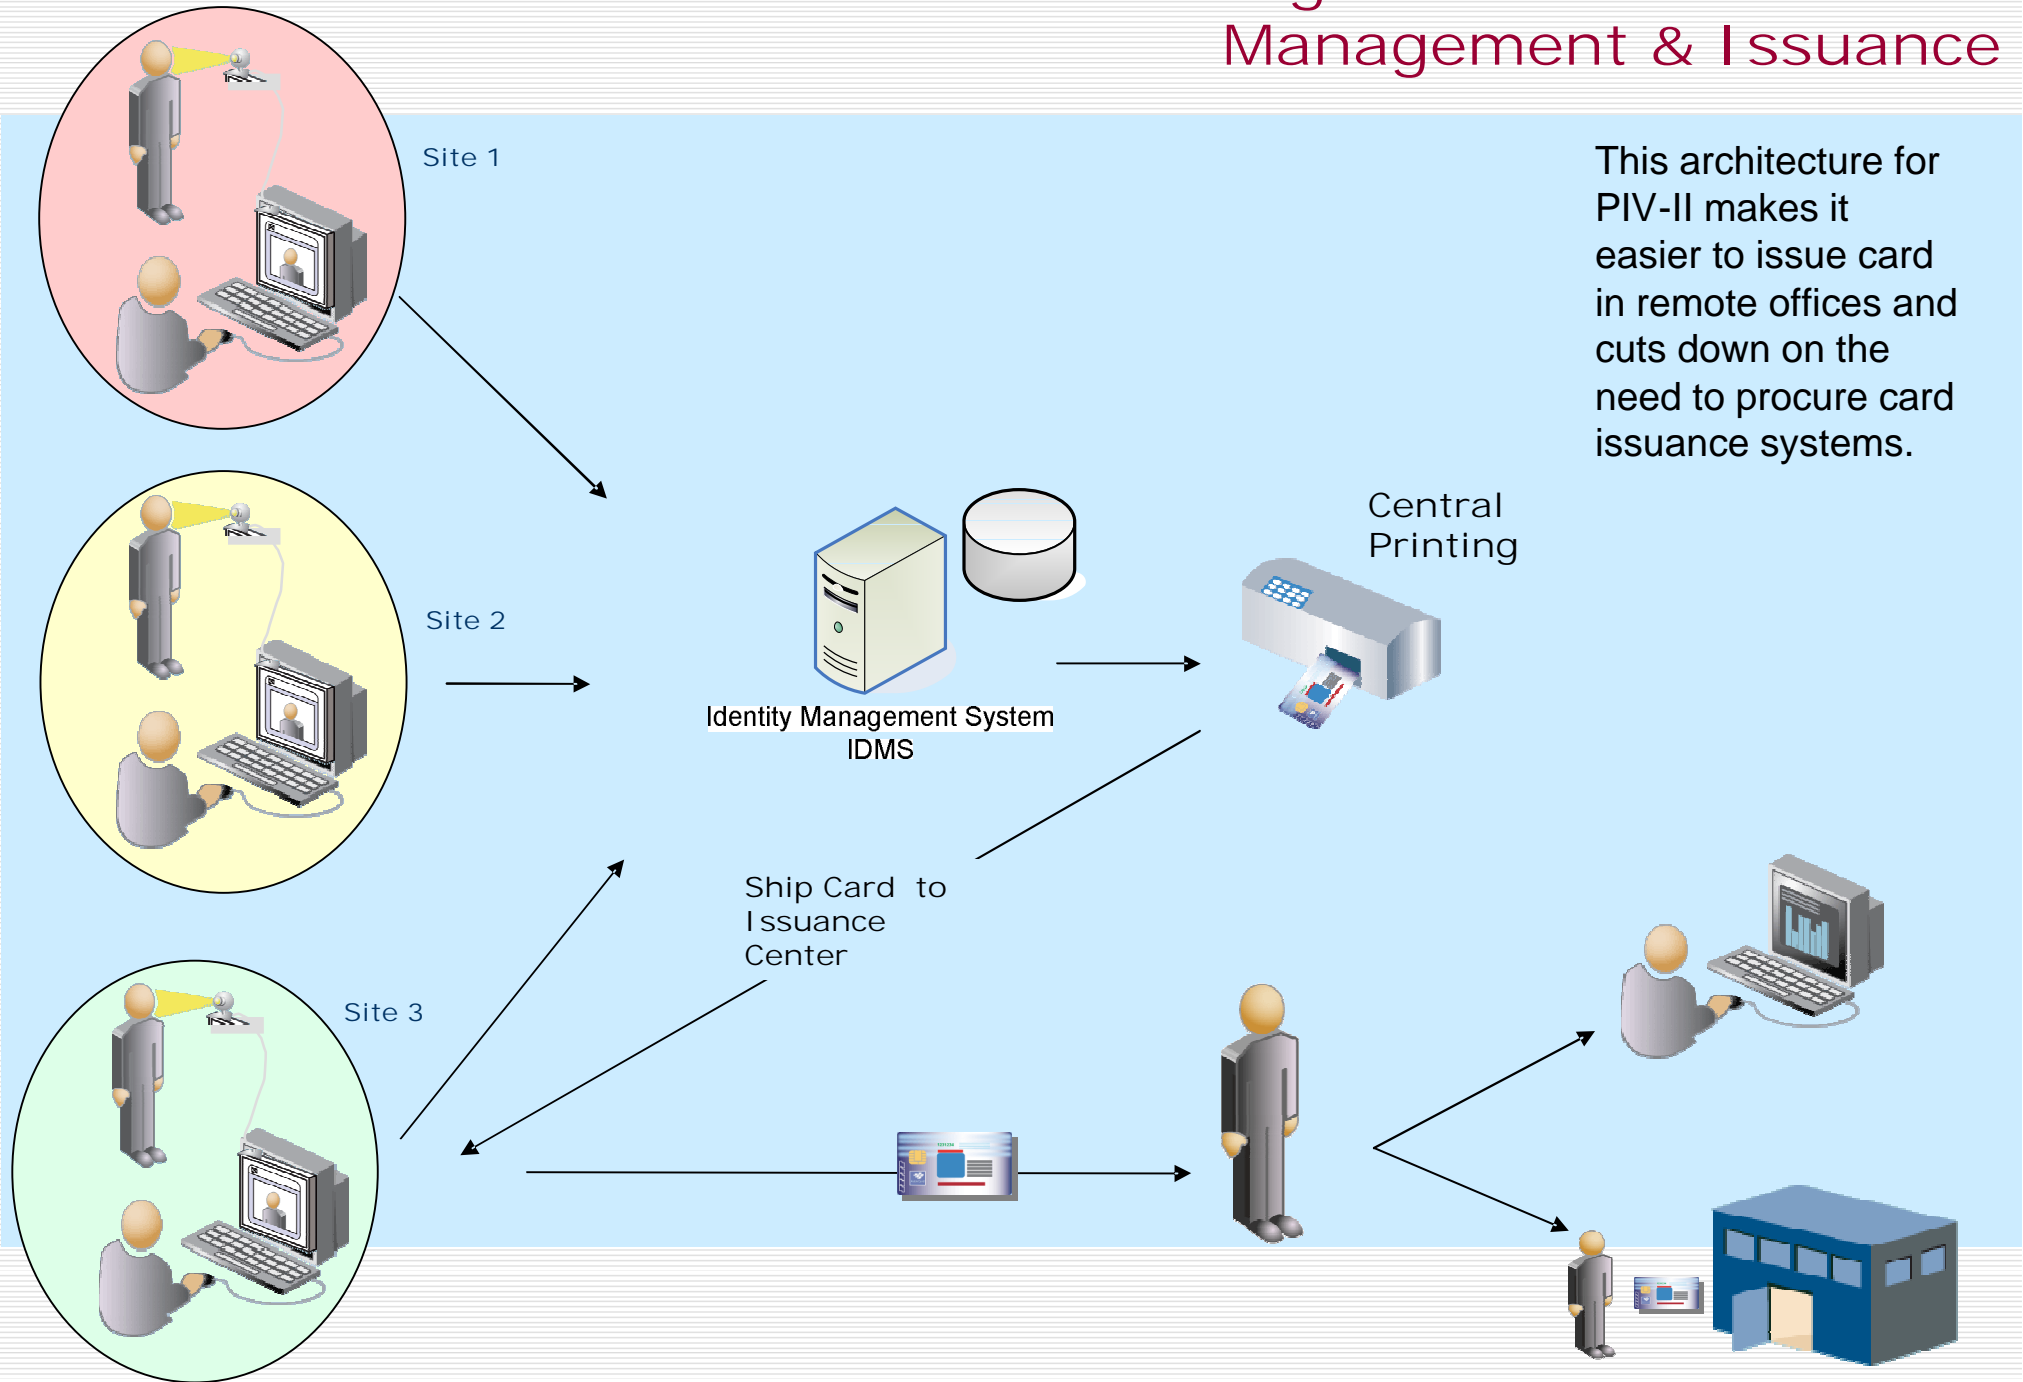 Management & Issuance
Site 1
This architecture for
PIV-II makes it
easier to issue card
in remote offices and
cuts down on the
need to procure card
issuance systems.
Central
Printing
Site 2
Identity Management System
IDMS
Ship Card to
Issuance
Center
Site 3